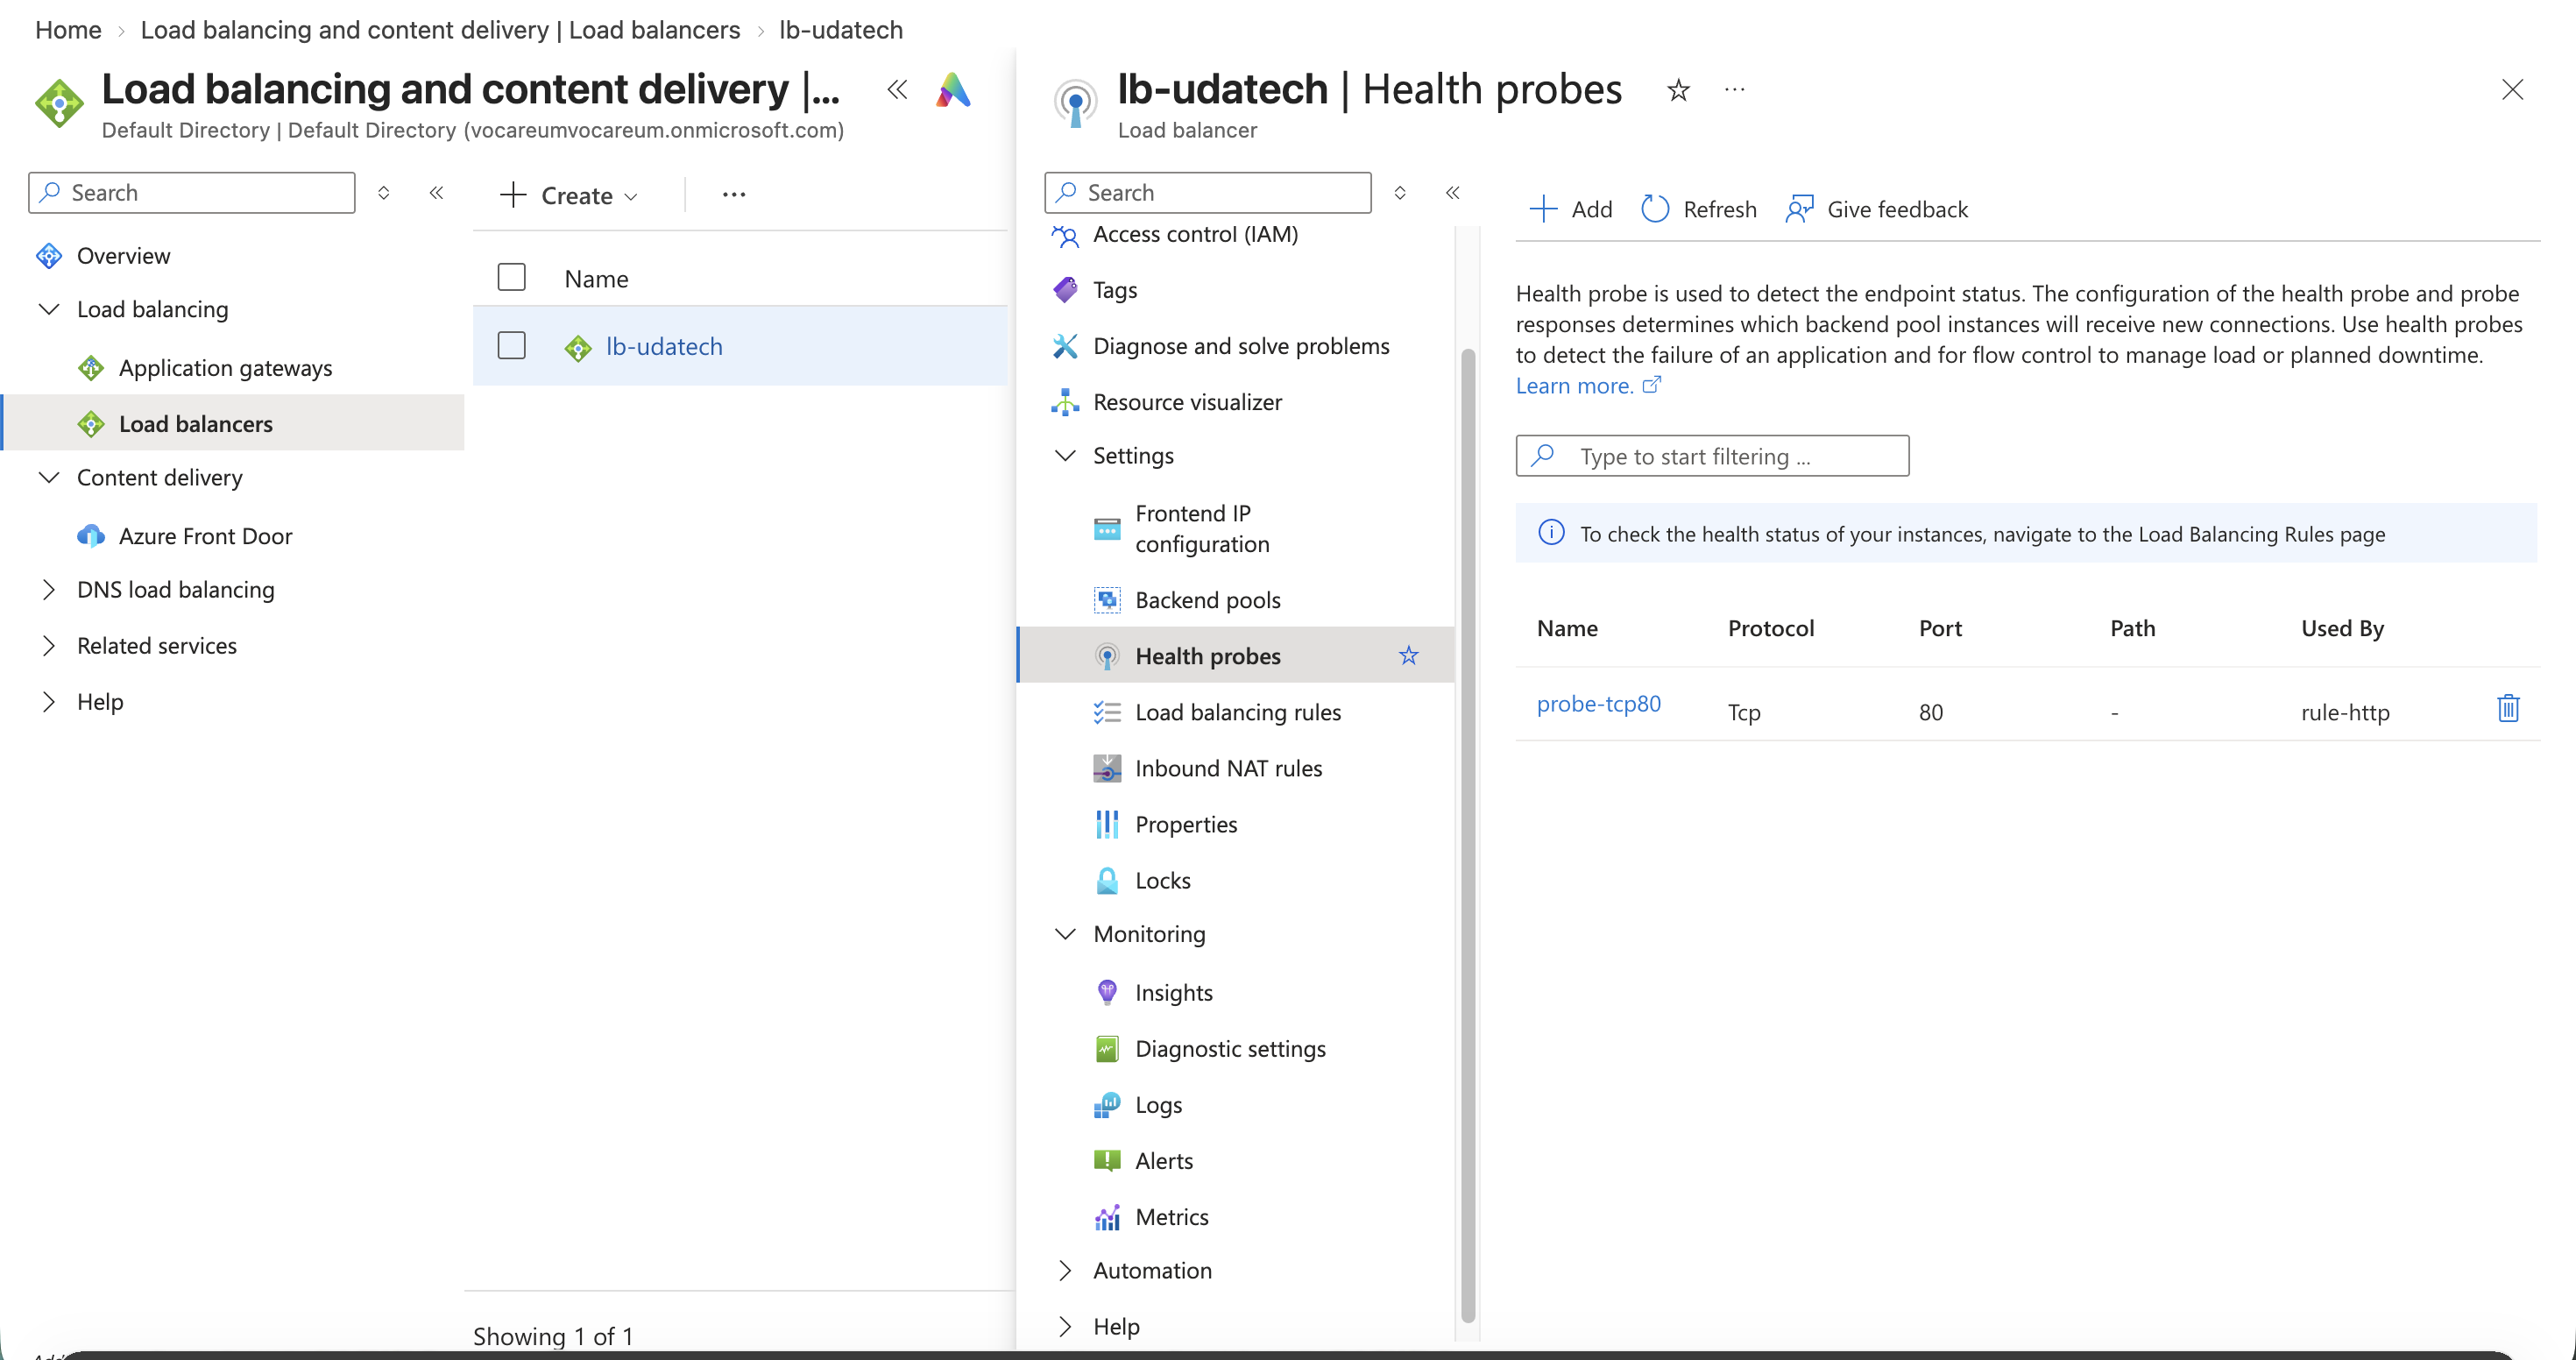 Home > Load balancing and content delivery | Load balancers > lb-udatech
Load balancing and content delivery |...
Default Directory | Default Directory (vocareumvocareum.onmicrosoft.com)
Search
Overview
Load balancing
Application gateways
Load balancers
Content delivery
Azure Front Door
DNS load balancing
Related services
Help
Create
Name
lb-udatech
Showing 1 of 1
lb-udatech | Health probes
Load balancer
Search
Access control (IAM)
Tags
Diagnose and solve problems
Resource visualizer
Settings
Frontend IP
configuration
Backend pools
Health probes
Load balancing rules
Inbound NAT rules
Properties
Locks
Monitoring
Insights
Diagnostic settings
Logs
Alerts
Metrics
Automation
Help
Add Refresh Give feedback
Health probe is used to detect the endpoint status. The configuration of the health probe and probe
responses determines which backend pool instances will receive new connections. Use health probes
to detect the failure of an application and for flow control to manage load or planned downtime.
Learn more.
Type to start filtering ...
To check the health status of your instances, navigate to the Load Balancing Rules page
Name Protocol Port Path Used By
probe-tcp80 Tcp 80 - rule-http